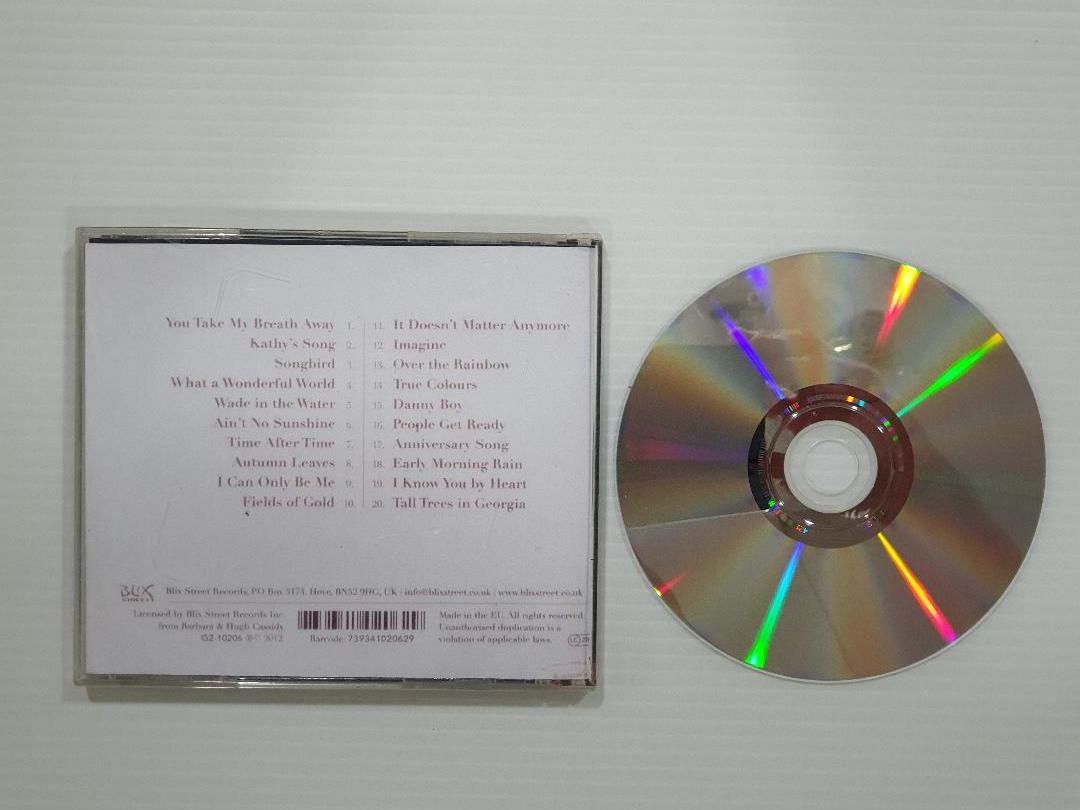 You Take My Breath Away 1.
Kathy's Song 2.
Songbird 3.
What a Wonderful World 4.
Wade in the Water 5.
Ain't No Sunshine 6.
Time After Time 7.
Autumn Leaves 8.
I Can Only Be Me 9.
Fields of Gold 10.
11. It Doesn't Matter Anymore
12. Imagine
13. Over the Rainbow
14. True Colours
15. Danny Boy
16. People Get Ready
17. Anniversary Song
18. Early Morning Rain
19. I Know You by Heart
20. Tall Trees in Georgia
BLIX
STREET
Blix Street Records, PO Box 5174, Hove, BN52 9HG, UK | info@blixstreet.co.uk | www.blixstreet.co.uk
Licensed by Blix Street Records Inc.
from Barbara & Hugh Cassidy
G2-10206 ℗© 2012
Barcode: 739341020629
Made in the EU. All rights reserved.
Unauthorised duplication is a
violation of applicable laws.
LC